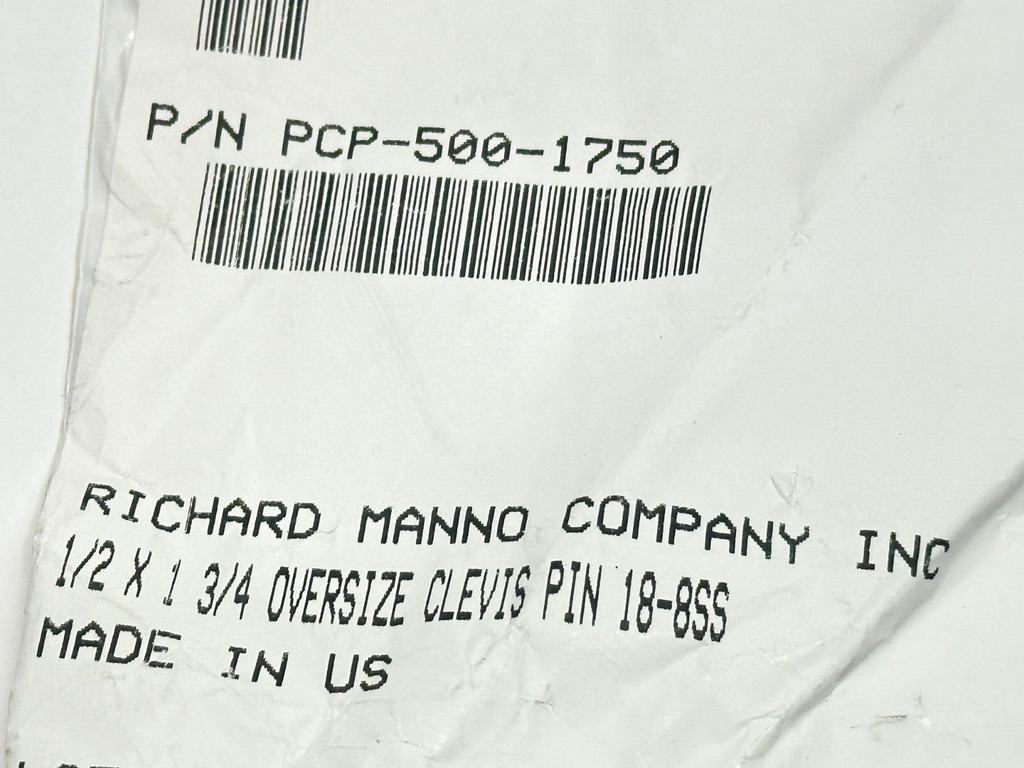 P/N PCP-500-1750
RICHARD MANNO COMPANY INC
1/2 X 1 3/4 OVERSIZE CLEVIS PIN 18-8SS
MADE IN US